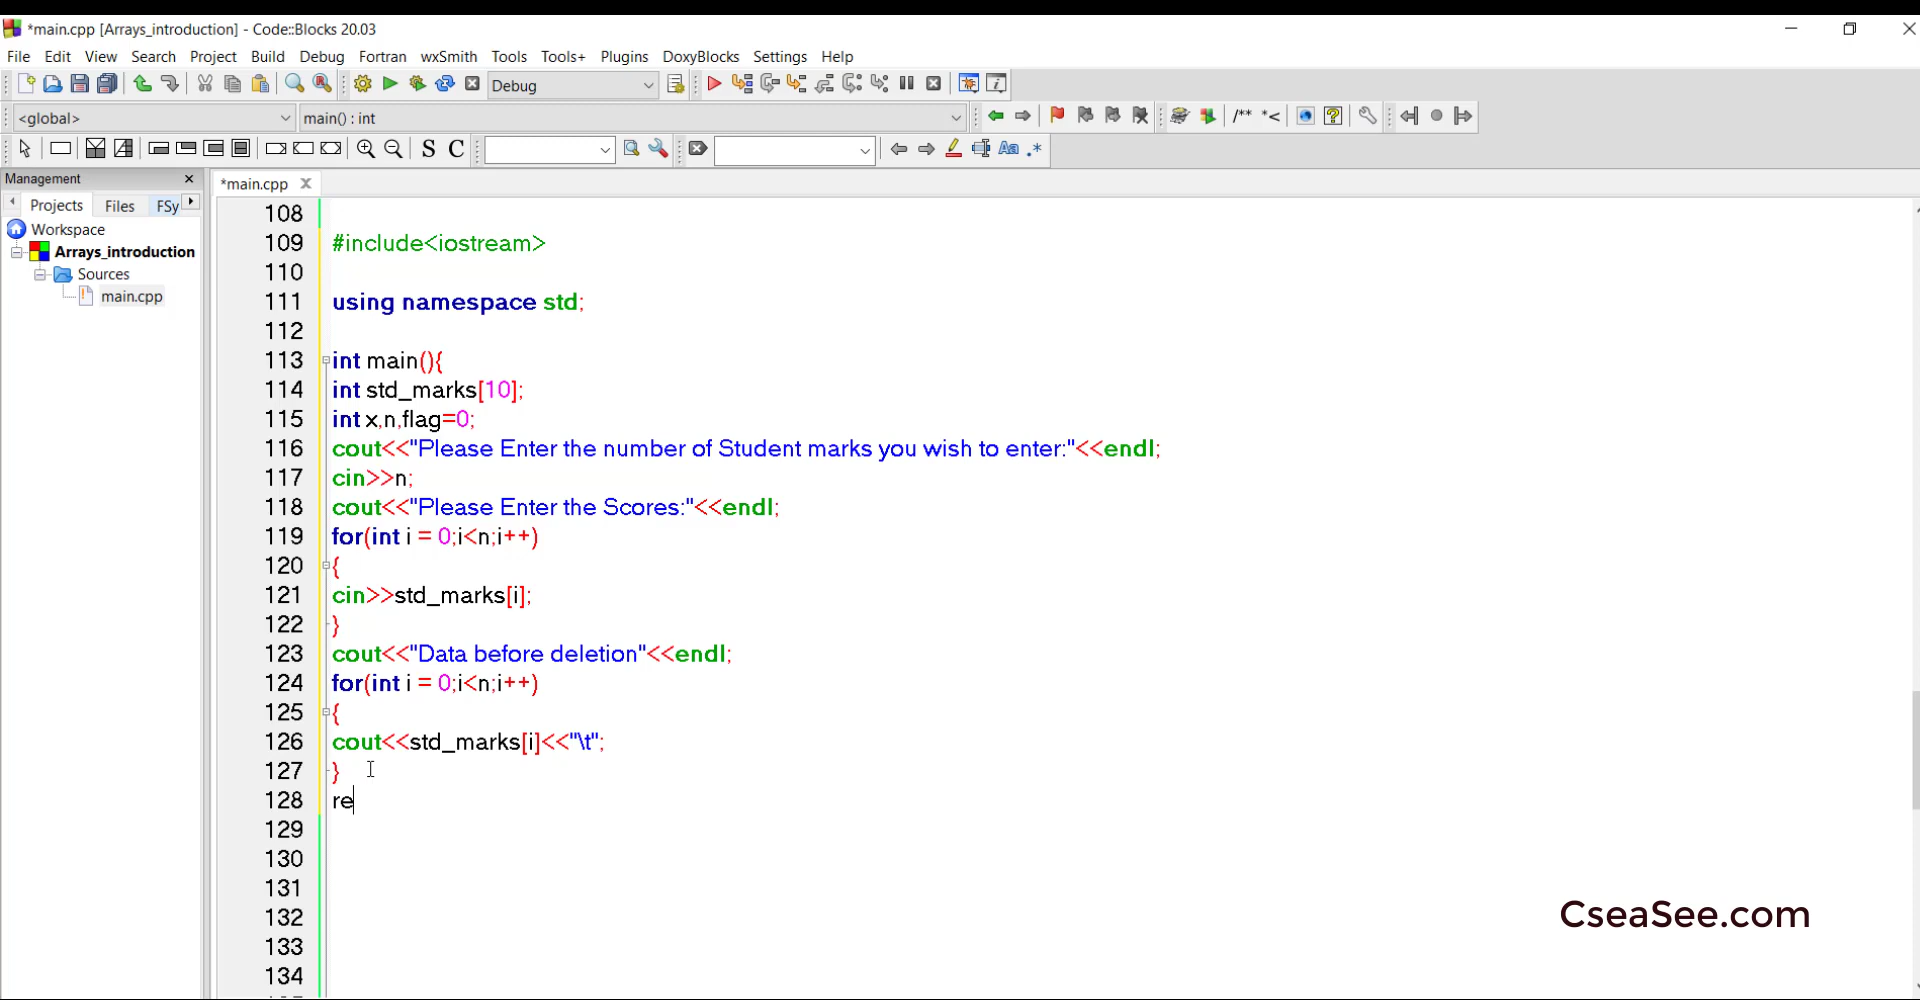 *main.cpp [Arrays_introduction] - Code::Blocks 20.03
File Edit View Search Project Build Debug Fortran wxSmith Tools Tools+ Plugins DoxyBlocks Settings Help
Debug
<global> main() : int /** *<
S C Aa .*
Management
*main.cpp
Projects Files FSy
Workspace
Arrays_introduction
Sources
main.cpp
108
109 #include<iostream>
110
111 using namespace std;
112
113 int main(){
114 int std_marks[10];
115 int x,n,flag=0;
116 cout<<"Please Enter the number of Student marks you wish to enter:"<<endl;
117 cin>>n;
118 cout<<"Please Enter the Scores:"<<endl;
119 for(int i = 0;i<n;i++)
120 {
121 cin>>std_marks[i];
122 }
123 cout<<"Data before deletion"<<endl;
124 for(int i = 0;i<n;i++)
125 {
126 cout<<std_marks[i]<<"\t";
127 }
128 re
129
130
131
132
133
134
CseaSee.com